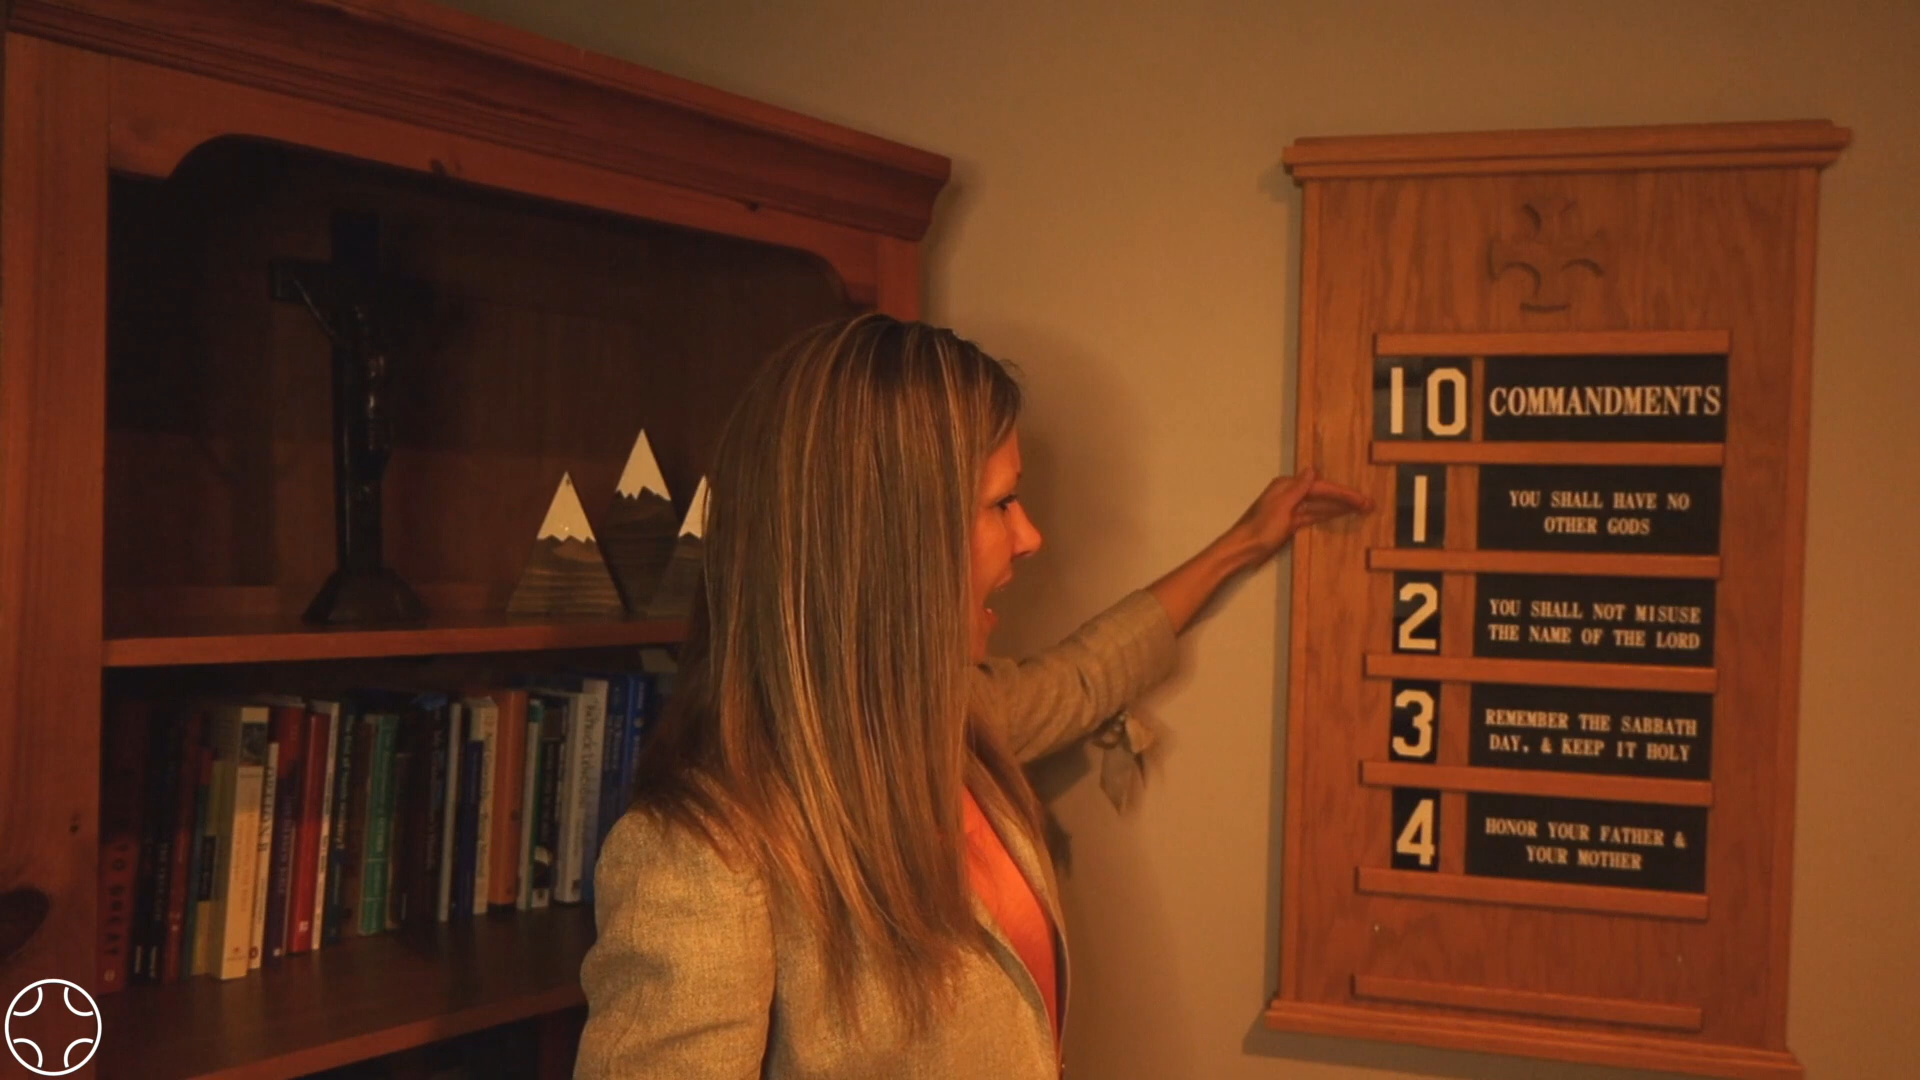 10 COMMANDMENTS
1 YOU SHALL HAVE NO
OTHER GODS
2 YOU SHALL NOT MISUSE
THE NAME OF THE LORD
3 REMEMBER THE SABBATH
DAY, & KEEP IT HOLY
4 HONOR YOUR FATHER &
YOUR MOTHER